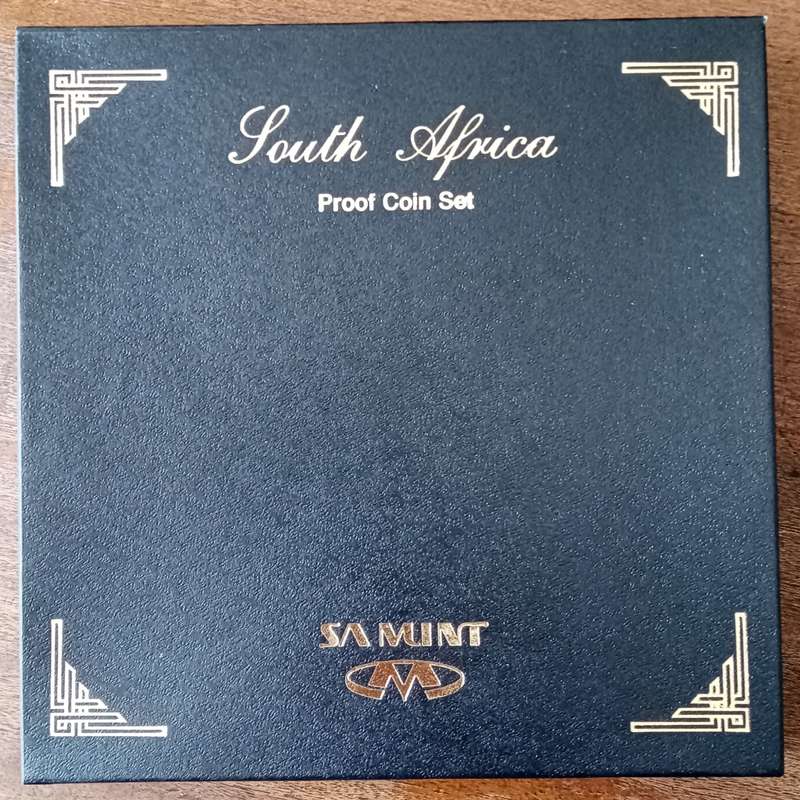 South Africa
Proof Coin Set
SA MINT